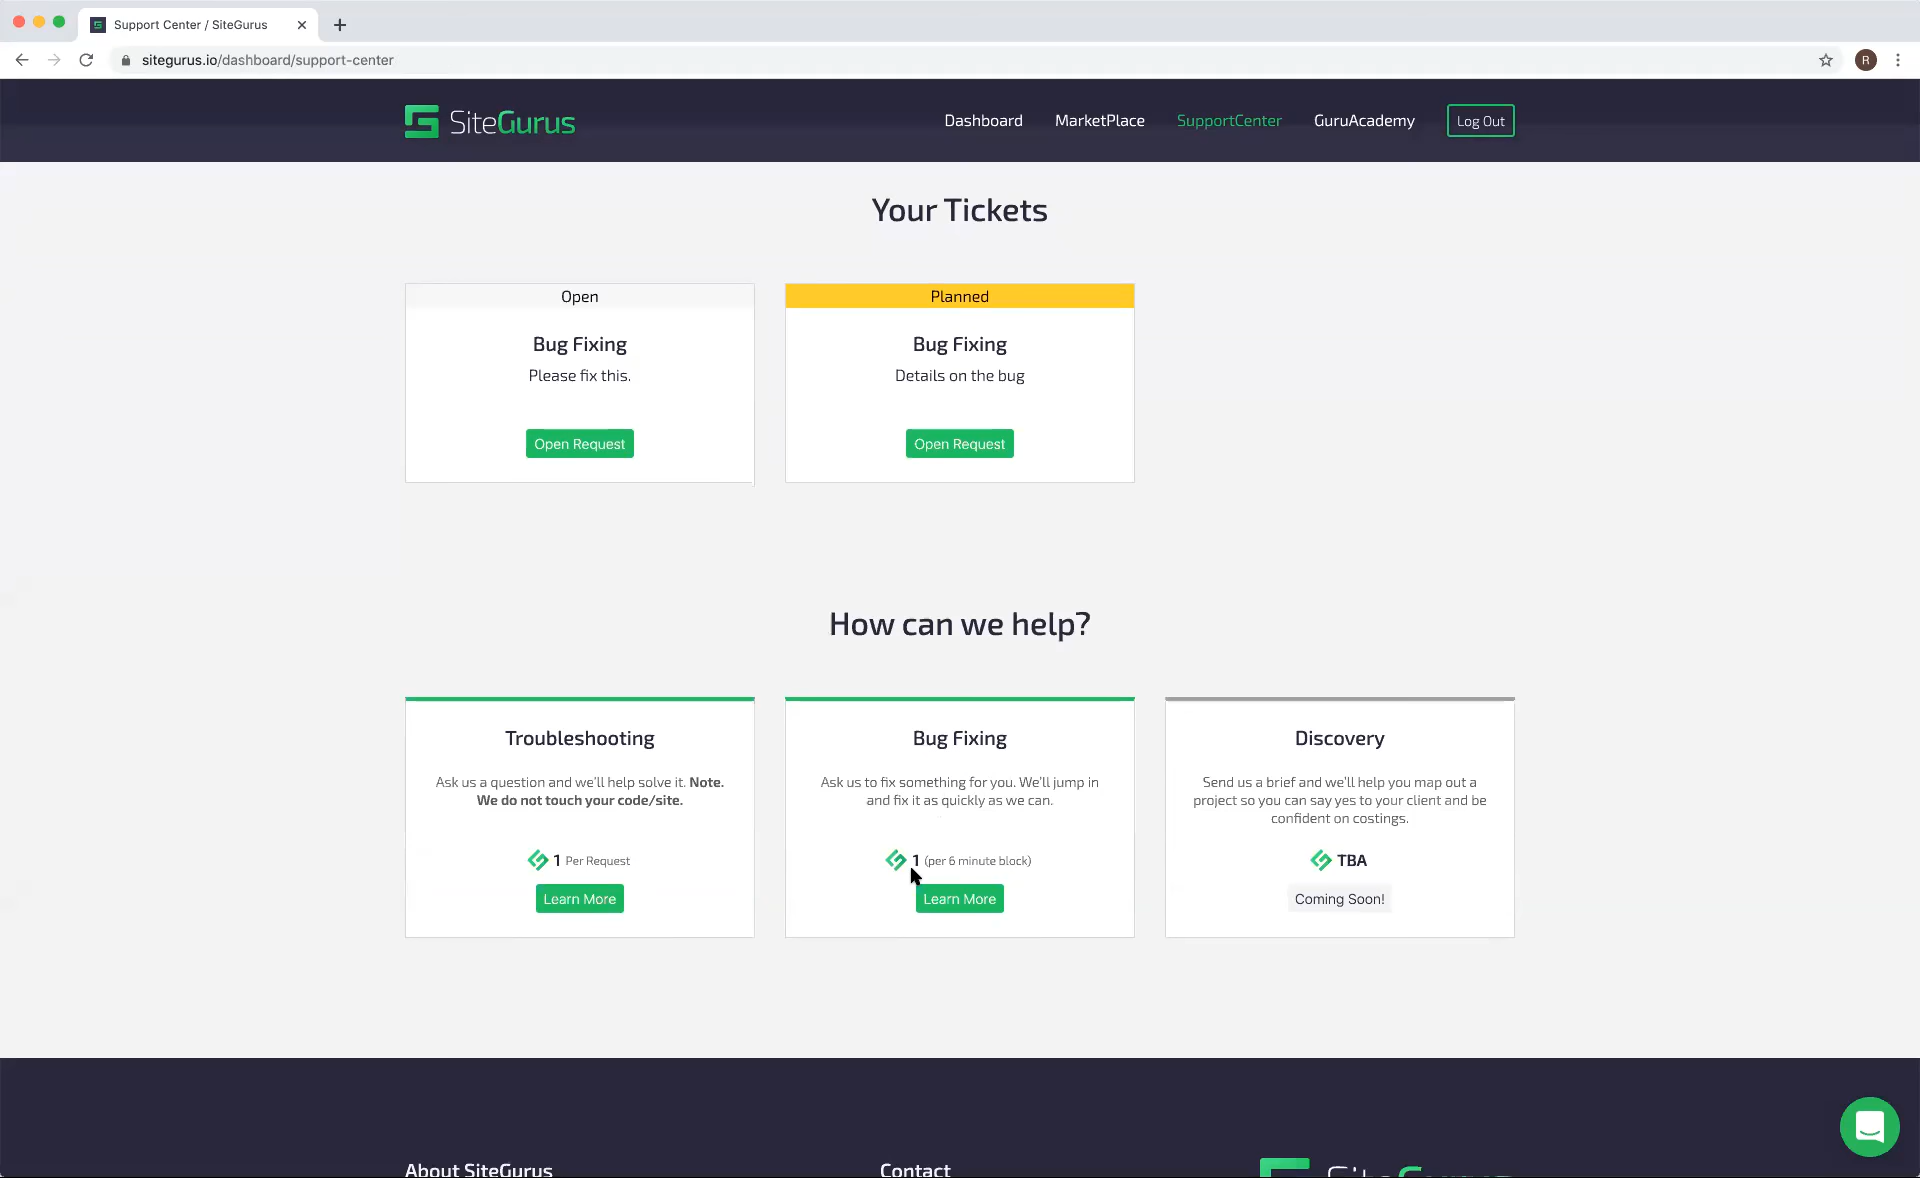 Support Center / SiteGurus
sitegurus.io/dashboard/support-center
R
SiteGurus
Dashboard
MarketPlace
SupportCenter
GuruAcademy
Log Out
Your Tickets
Open
Bug Fixing
Please fix this.
Open Request
Planned
Bug Fixing
Details on the bug
Open Request
How can we help?
Troubleshooting
Ask us a question and we'll help solve it. Note.
We do not touch your code/site.
1 Per Request
Learn More
Bug Fixing
Ask us to fix something for you. We'll jump in
and fix it as quickly as we can.
1 (per 6 minute block)
Learn More
Discovery
Send us a brief and we'll help you map out a
project so you can say yes to your client and be
confident on costings.
TBA
Coming Soon!
About SiteGurus
Contact
SiteGurus